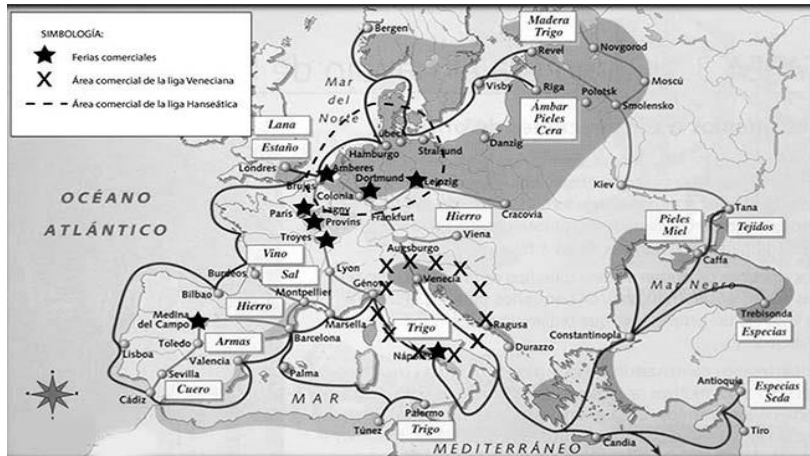 SIMBOLOGÍA:
Ferias comerciales
Área comercial de la liga Veneciana
Área comercial de la liga Hanseática
Bergen
Mar
del
Norte
Madera
Trigo
Revel
Novgorod
Moscú
Visby
Riga
Polotsk
Smolensko
Ámbar
Pieles
Cera
Lana
Estaño
Londres
Lübeck
Hamburgo
Stralsund
Danzig
Amberes
Dortmund
Leipzig
Brujas
Colonia
Kiev
OCÉANO
ATLÁNTICO
París
Lagny
Provins
Frankfurt
Hierro
Cracovia
Troyes
Viena
Augsburgo
Pieles
Miel
Tana
Tejidos
Caffa
Vino
Sal
Burdeos
Lyon
Génova
Venecia
Mar Negro
Bilbao
Hierro
Montpellier
Marsella
Trigo
Ragusa
Trebisonda
Especias
Medina
del Campo
Armas
Barcelona
Constantinopla
Toledo
Valencia
Nápoles
Durazzo
Lisboa
Sevilla
Cuero
Palma
Cádiz
MAR
Palermo
Trigo
Túnez
MEDITERRÁNEO
Candia
Antioquía
Especias
Seda
Tiro